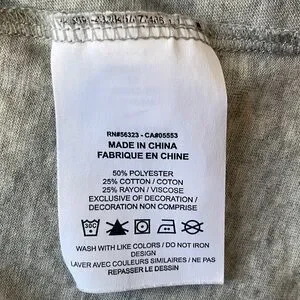 RN#56323 - CA#05553
MADE IN CHINA
FABRIQUE EN CHINE
50% POLYESTER
25% COTTON / COTON
25% RAYON / VISCOSE
EXCLUSIVE OF DECORATION /
DECORATION NON COMPRISE
30C
WASH WITH LIKE COLORS / DO NOT IRON
DESIGN
LAVER AVEC COULEURS SIMILAIRES / NE PAS
REPASSER LE DESSIN